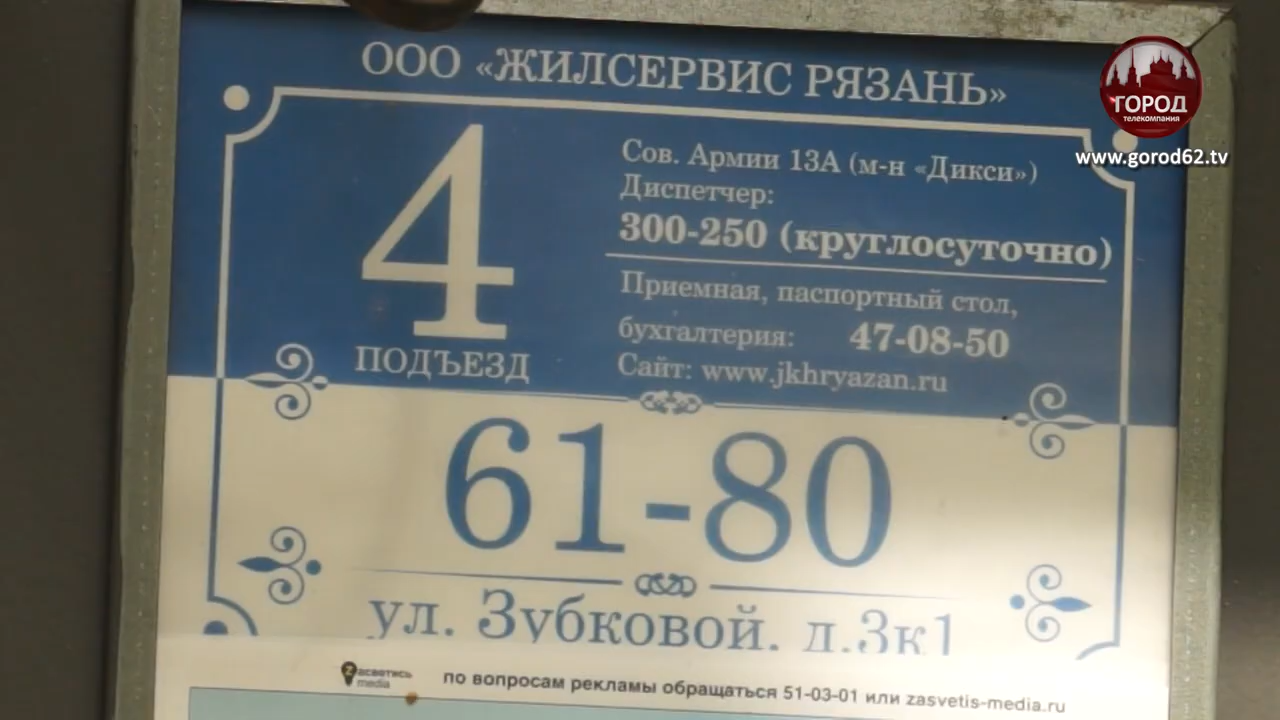 ООО «ЖИЛСЕРВИС РЯЗАНЬ»
ГОРОД
телекомпания
www.gorod62.tv
4
ПОДЪЕЗД
Сов. Армии 13А (м-н «Дикси»)
Диспетчер:
300-250 (круглосуточно)
Приемная, паспортный стол,
бухгалтерия: 47-08-50
Сайт: www.jkhryazan.ru
61-80
ул. Зубковой, д.3к1
Zасветись
media
по вопросам рекламы обращаться 51-03-01 или zasvetis-media.ru